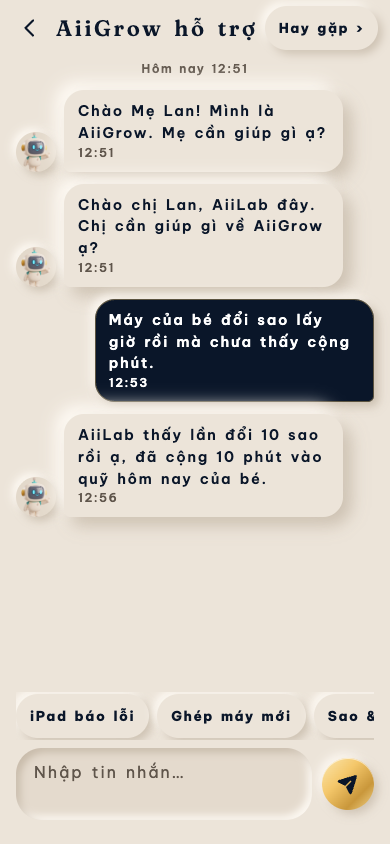 AiiGrow hỗ trợ
Hay gặp ›
Hôm nay 12:51
Chào Mẹ Lan! Mình là
AiiGrow. Mẹ cần giúp gì ạ?
12:51
Chào chị Lan, AiiLab đây.
Chị cần giúp gì về AiiGrow
ạ?
12:51
Máy của bé đổi sao lấy
giờ rồi mà chưa thấy cộng
phút.
12:53
AiiLab thấy lần đổi 10 sao
rồi ạ, đã cộng 10 phút vào
quỹ hôm nay của bé.
12:56
iPad báo lỗi
Ghép máy mới
Sao &
Nhập tin nhắn…